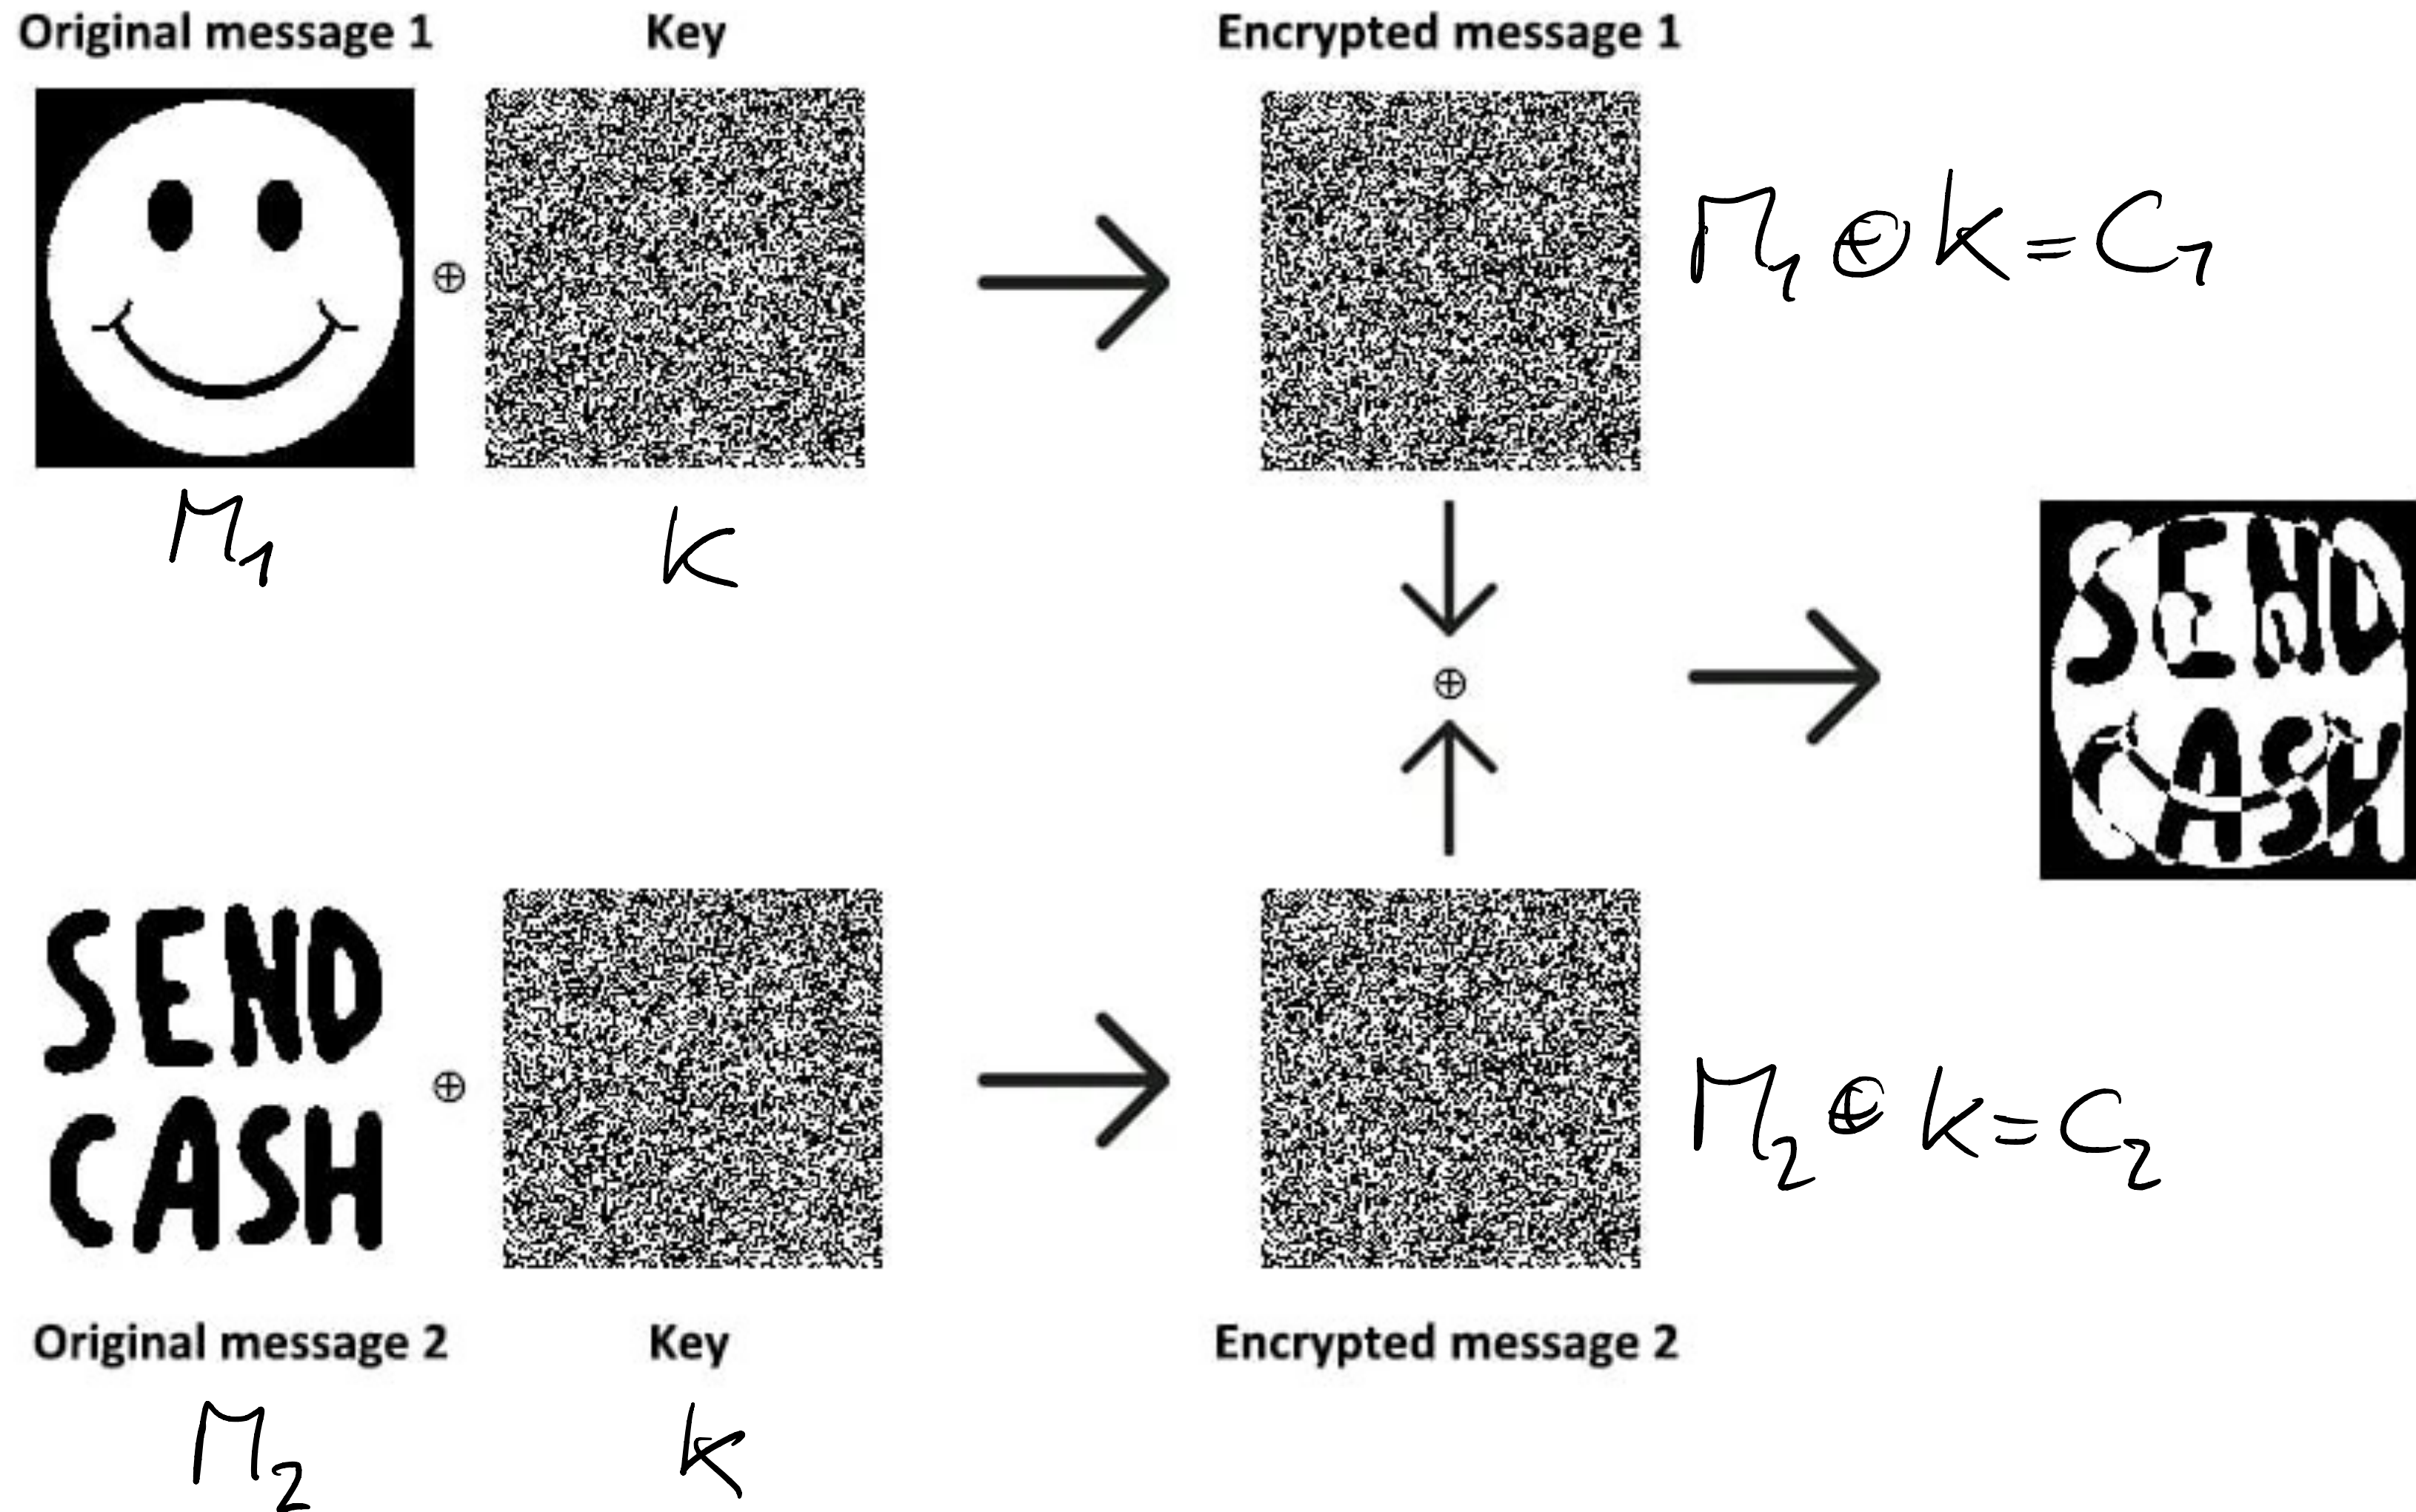 Original message 1 Key Encrypted message 1
⊕
M₁ ⊕ K = C₁
M₁ K
⊕
SEND
CASH
SEND
CASH
⊕
M₂ ⊕ K = C₂
Original message 2 Key Encrypted message 2
M₂ K